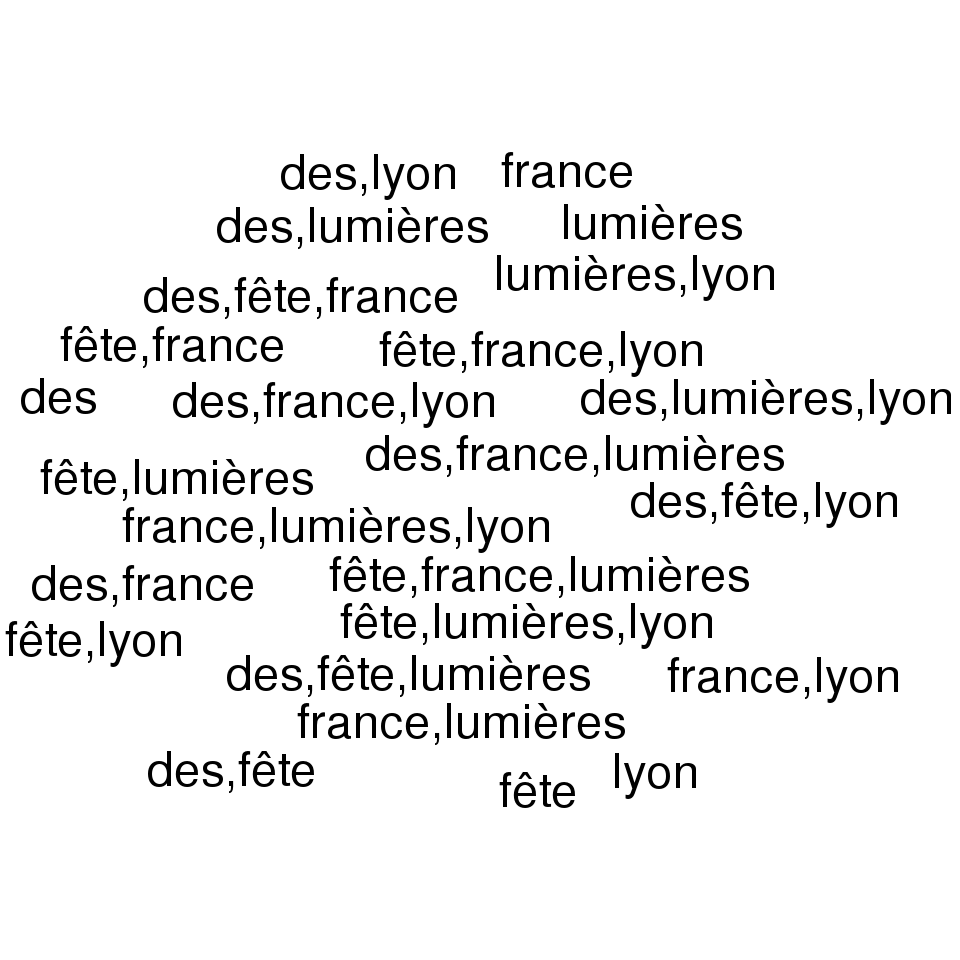 des,lyon france
des,lumières lumières
lumières,lyon
des,fête,france
fête,france fête,france,lyon
des des,france,lyon des,lumières,lyon
des,france,lumières
fête,lumières
des,fête,lyon
france,lumières,lyon
des,france fête,france,lumières
fête,lumières,lyon
fête,lyon
des,fête,lumières france,lyon
france,lumières
des,fête lyon
fête